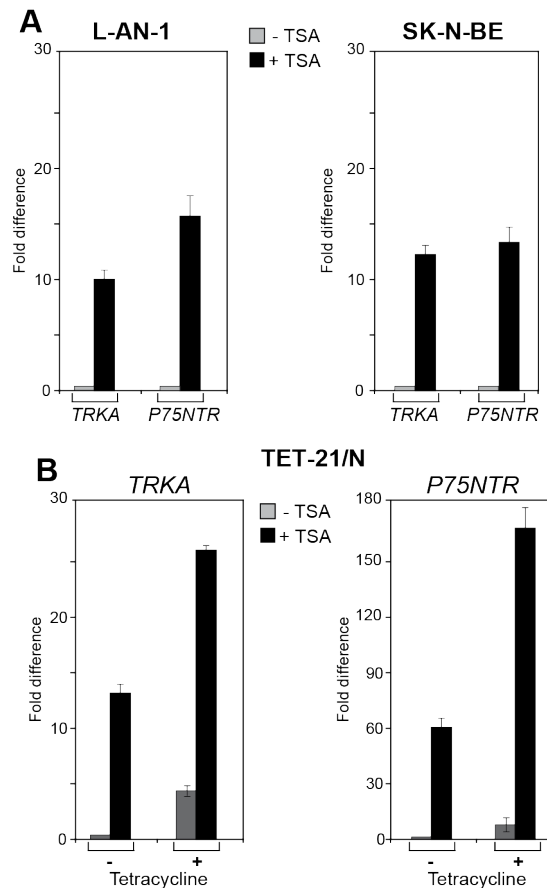 A
L-AN-1
SK-N-BE
- TSA
+ TSA
Fold difference
30
20
10
0
TRKA P75NTR
Fold difference
30
20
10
0
TRKA P75NTR
B
TET-21/N
TRKA
P75NTR
- TSA
+ TSA
Fold difference
30
20
10
0
- +
Tetracycline
Fold difference
180
150
120
90
60
30
0
- +
Tetracycline